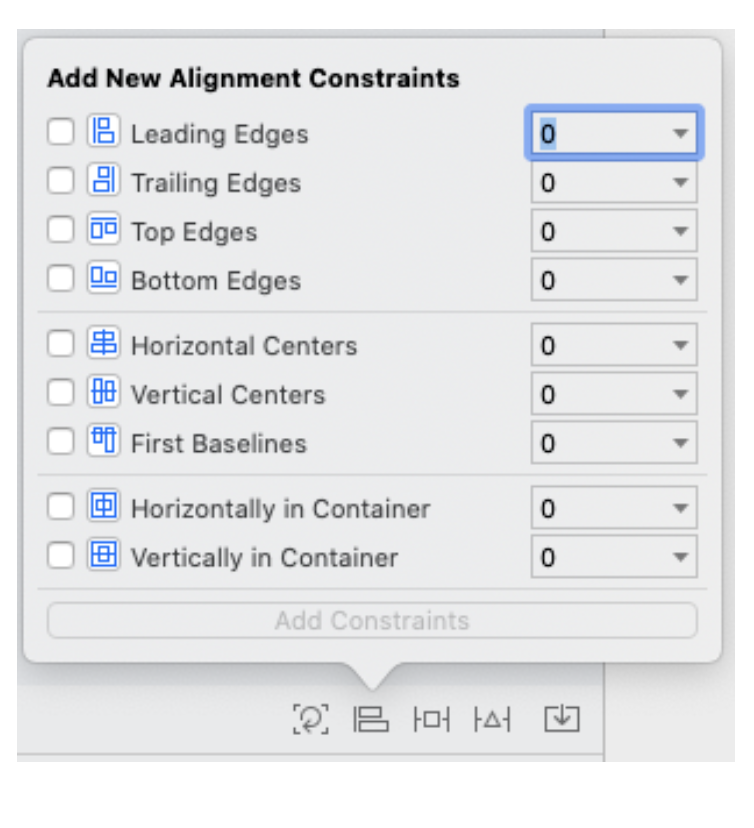 Add New Alignment Constraints
Leading Edges 0
Trailing Edges 0
Top Edges 0
Bottom Edges 0
Horizontal Centers 0
Vertical Centers 0
First Baselines 0
Horizontally in Container 0
Vertically in Container 0
Add Constraints